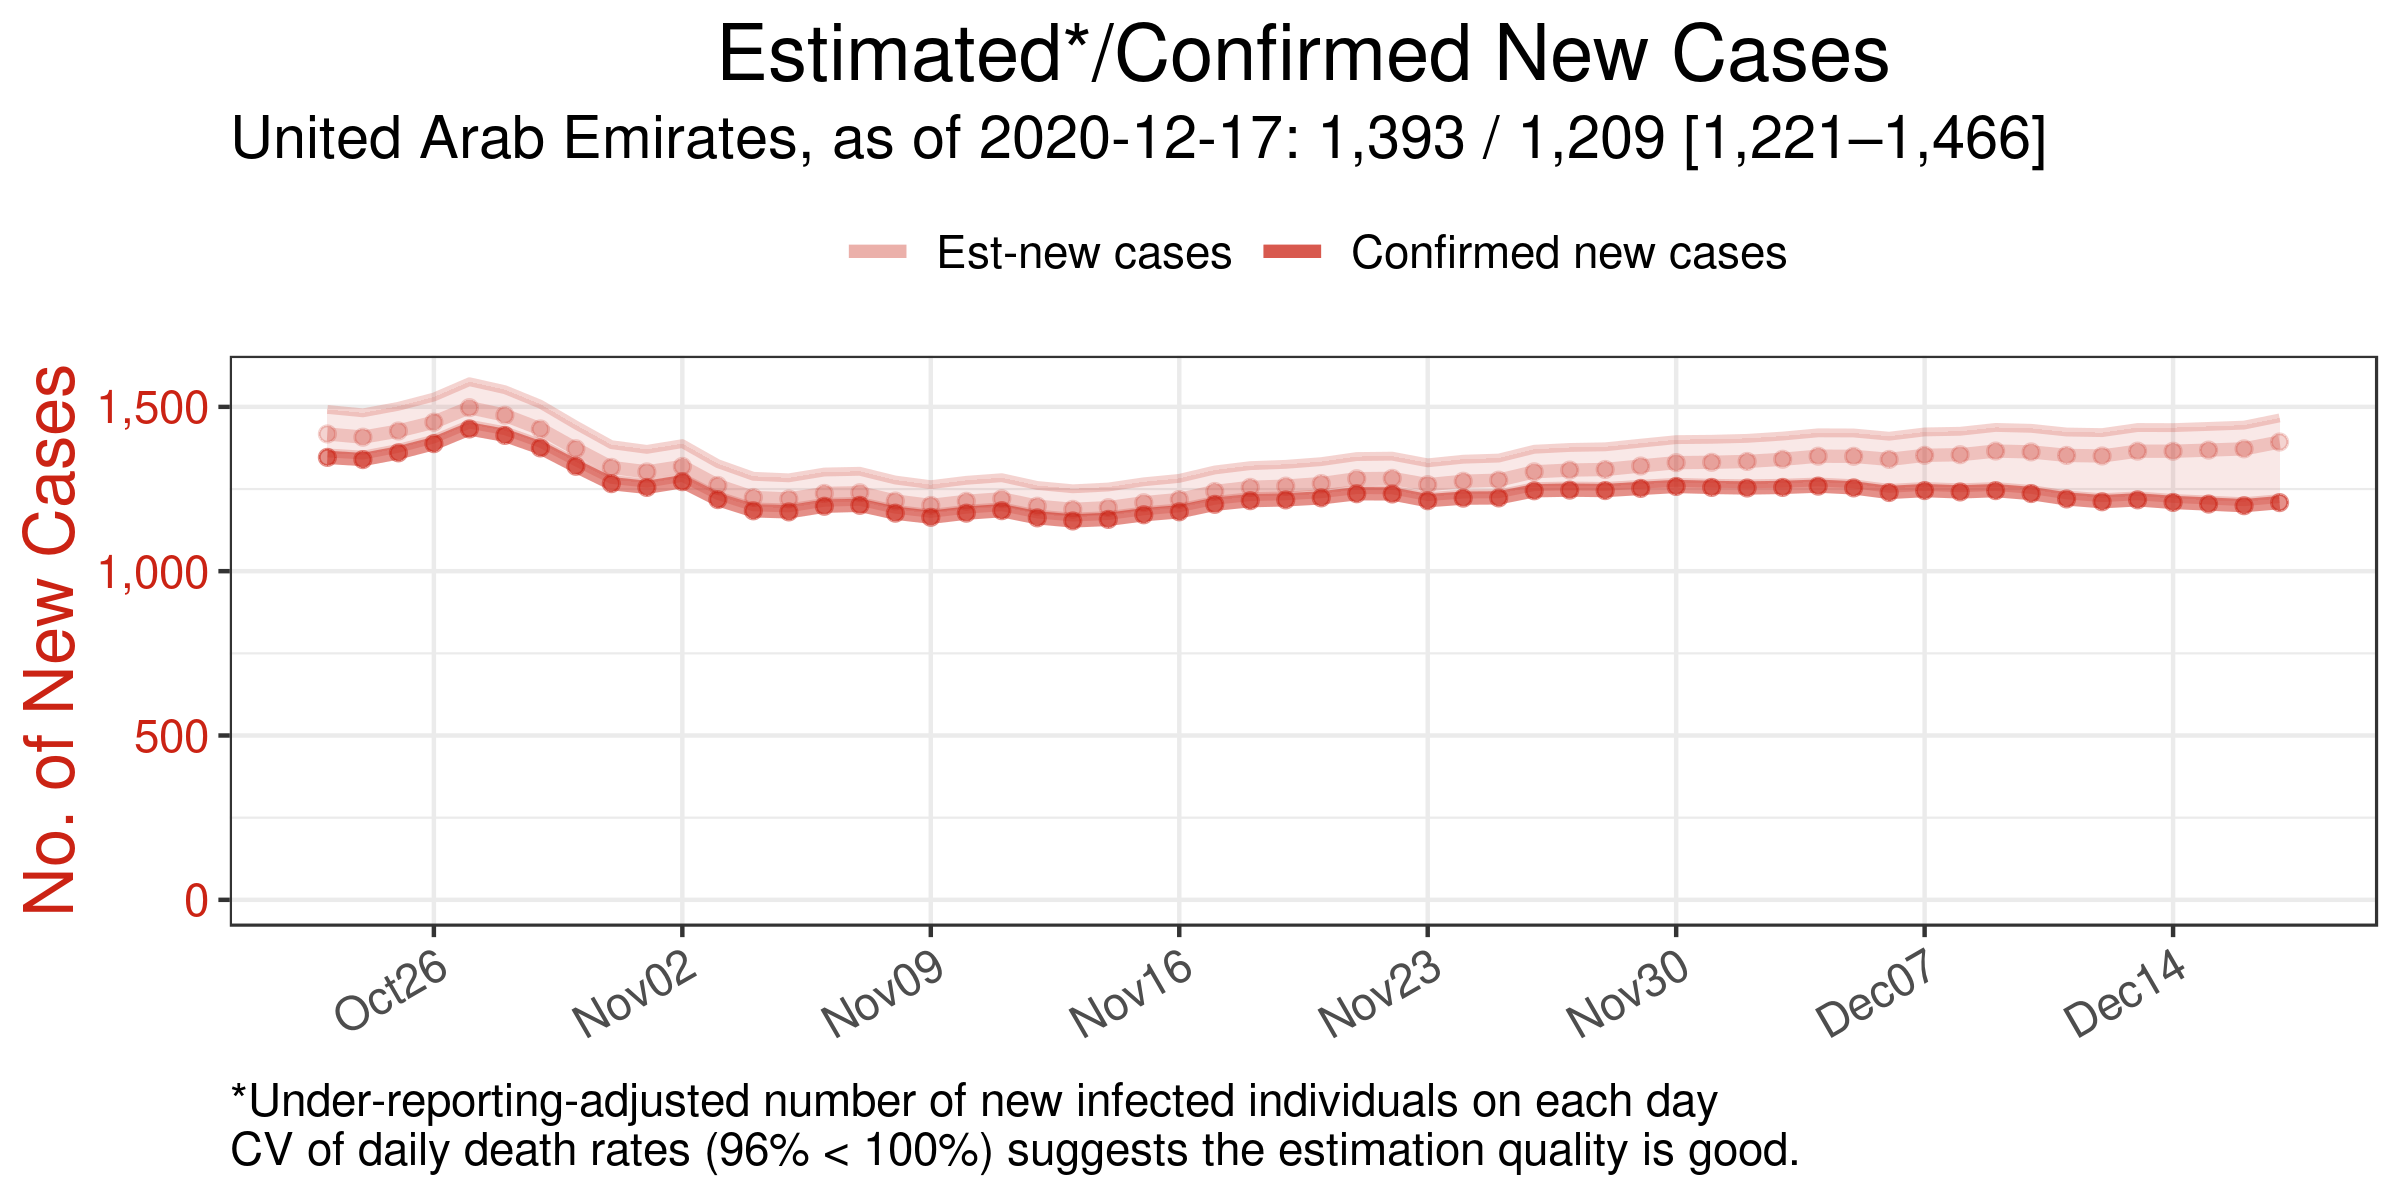 Estimated*/Confirmed New Cases
United Arab Emirates, as of 2020-12-17: 1,393 / 1,209 [1,221–1,466]
Est-new cases
Confirmed new cases
No. of New Cases
1,500
1,000
500
0
Oct26
Nov02
Nov09
Nov16
Nov23
Nov30
Dec07
Dec14
*Under-reporting-adjusted number of new infected individuals on each day
CV of daily death rates (96% < 100%) suggests the estimation quality is good.